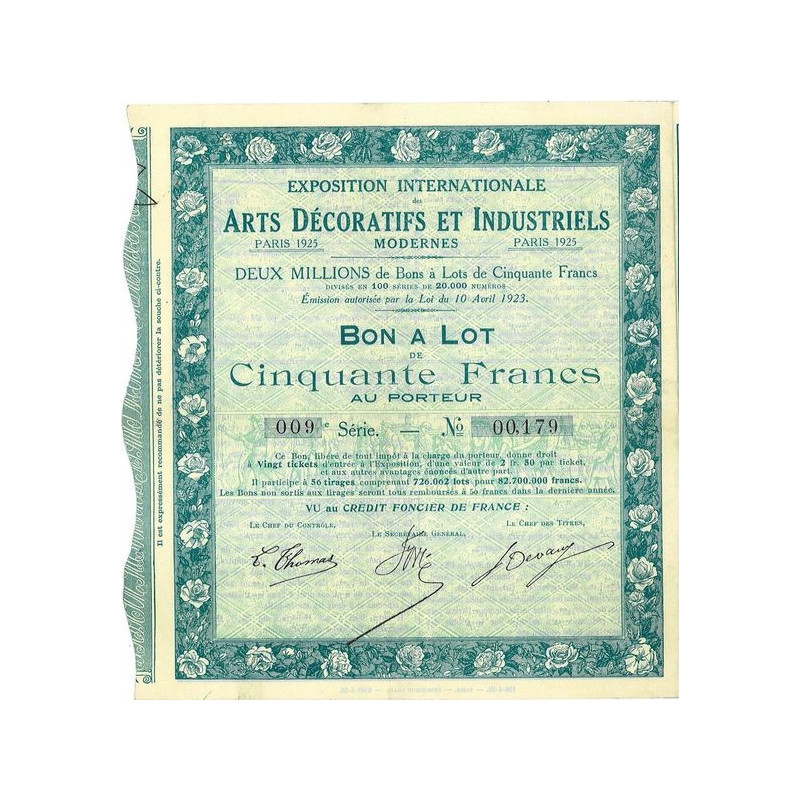 EXPOSITION INTERNATIONALE
des
ARTS DÉCORATIFS ET INDUSTRIELS
PARIS 1925 MODERNES PARIS 1925
DEUX MILLIONS de Bons à Lots de Cinquante Francs
DIVISÉS EN 100 SÉRIES DE 20.000 NUMÉROS
Émission autorisée par la Loi du 10 Avril 1923.
BON A LOT
DE
Cinquante Francs
AU PORTEUR
009e Série. — No 00.179
Ce Bon, libéré de tout impôt à la charge du porteur, donne droit
à Vingt tickets d'entrée à l'Exposition, d'une valeur de 2 fr. 50 par ticket,
et aux autres avantages énoncés d'autre part.
Il participe à 56 tirages comprenant 726.062 lots pour 82.700.000 francs.
Les Bons non sortis aux tirages seront tous remboursés à 50 francs dans la dernière année.
VU au CREDIT FONCIER DE FRANCE :
LE CHEF DU CONTRÔLE, LE SECRÉTAIRE GÉNÉRAL, LE CHEF DES TITRES,
L. Thomas
Il est expressément recommandé de ne pas détériorer la souche ci-contre.